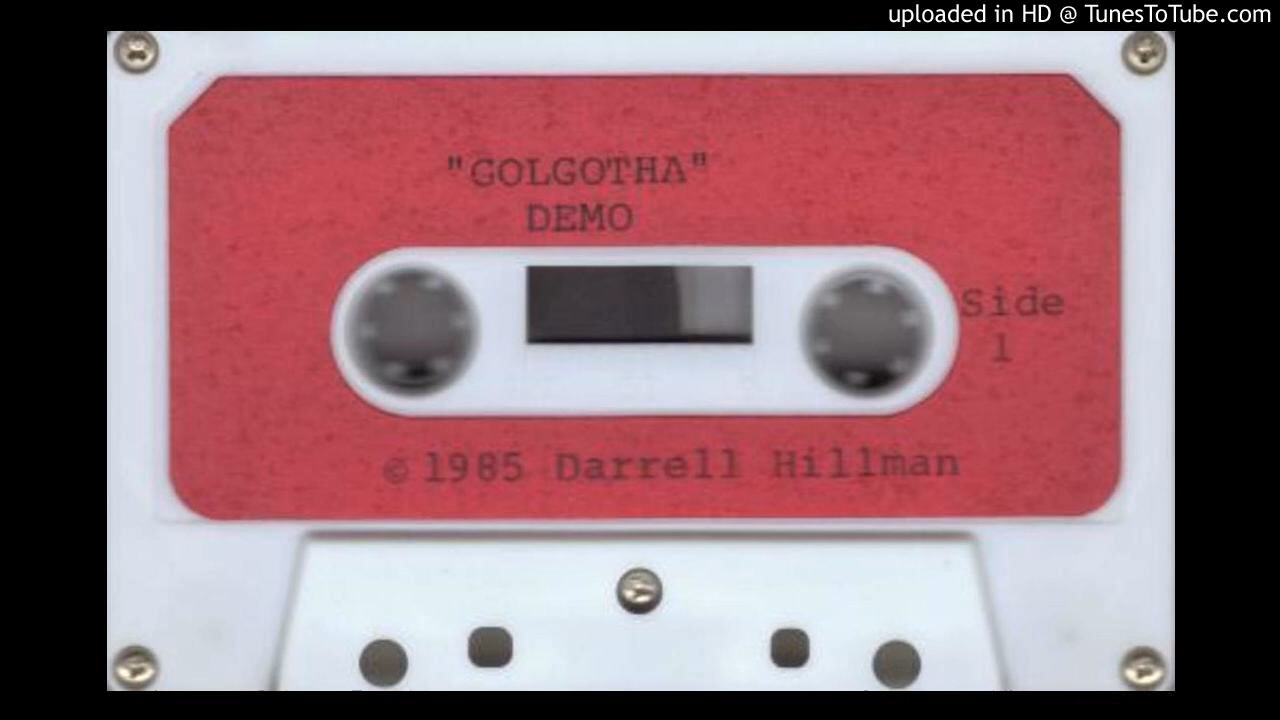 uploaded in HD @ TunesToTube.com
"GOLGOTHA"
DEMO
Side
1
© 1985 Darrell Hillman